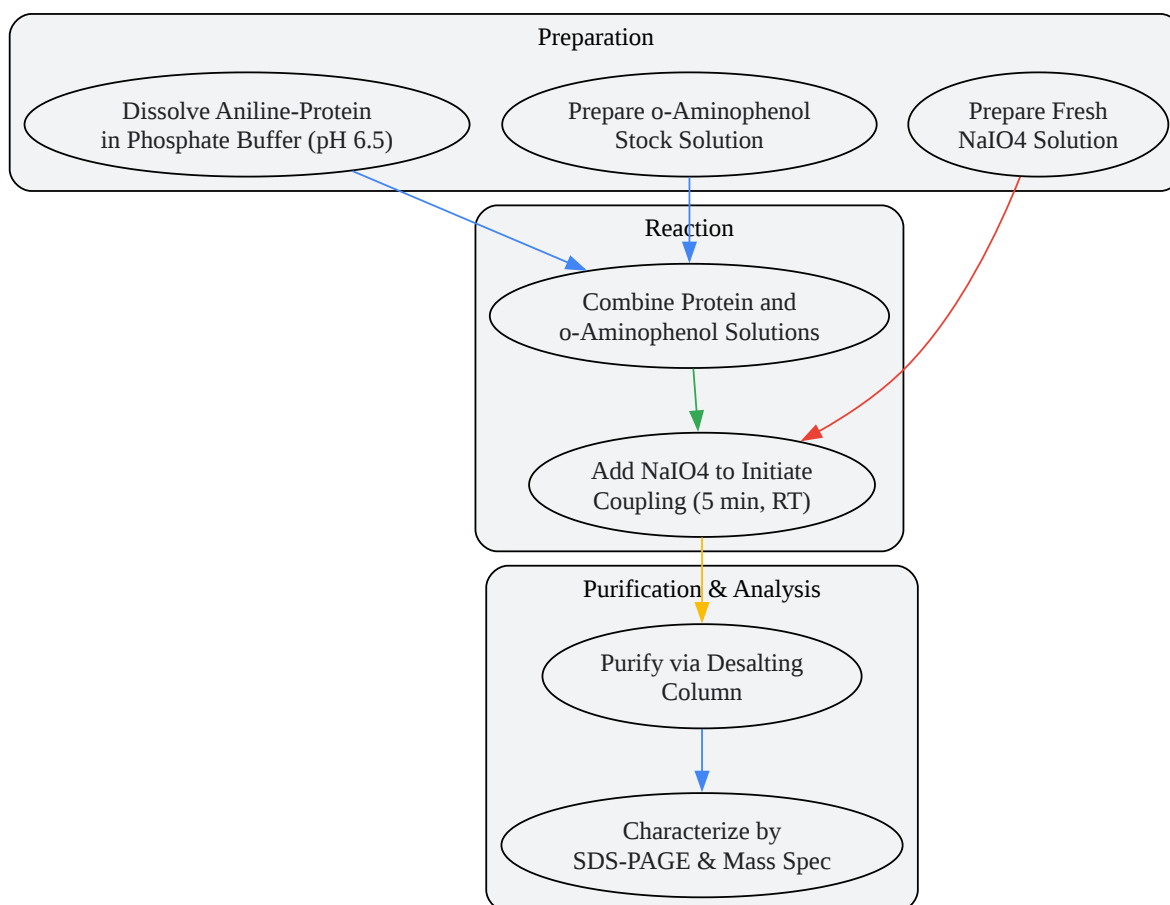 Preparation
Dissolve Aniline-Protein
in Phosphate Buffer (pH 6.5)
Prepare o-Aminophenol
Stock Solution
Prepare Fresh
NaIO4 Solution
Reaction
Combine Protein and
o-Aminophenol Solutions
Add NaIO4 to Initiate
Coupling (5 min, RT)
Purification & Analysis
Purify via Desalting
Column
Characterize by
SDS-PAGE & Mass Spec